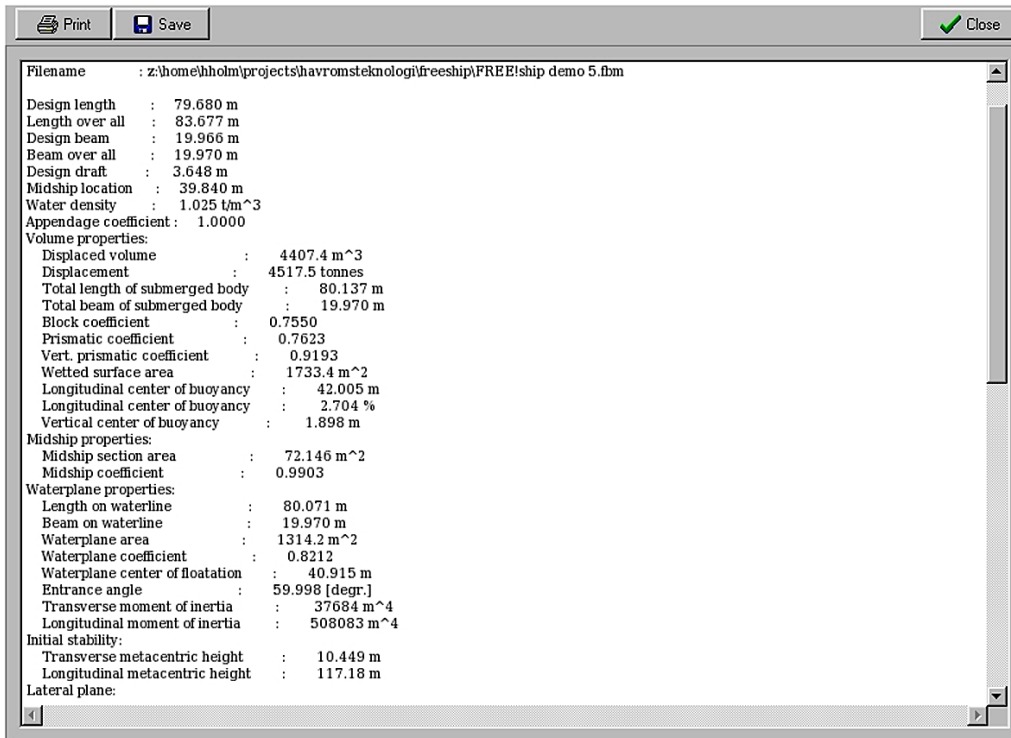 Print Save Close
Filename : z:\home\hholm\projects\havromsteknologi\freeship\FREE!ship demo 5.fbm
Design length : 79.680 m
Length over all : 83.677 m
Design beam : 19.966 m
Beam over all : 19.970 m
Design draft : 3.648 m
Midship location : 39.840 m
Water density : 1.025 t/m^3
Appendage coefficient : 1.0000
Volume properties:
Displaced volume : 4407.4 m^3
Displacement : 4517.5 tonnes
Total length of submerged body : 80.137 m
Total beam of submerged body : 19.970 m
Block coefficient : 0.7550
Prismatic coefficient : 0.7623
Vert. prismatic coefficient : 0.9193
Wetted surface area : 1733.4 m^2
Longitudinal center of buoyancy : 42.005 m
Longitudinal center of buoyancy : 2.704 %
Vertical center of buoyancy : 1.898 m
Midship properties:
Midship section area : 72.146 m^2
Midship coefficient : 0.9903
Waterplane properties:
Length on waterline : 80.071 m
Beam on waterline : 19.970 m
Waterplane area : 1314.2 m^2
Waterplane coefficient : 0.8212
Waterplane center of floatation : 40.915 m
Entrance angle : 59.998 [degr.]
Transverse moment of inertia : 37684 m^4
Longitudinal moment of inertia : 508083 m^4
Initial stability:
Transverse metacentric height : 10.449 m
Longitudinal metacentric height : 117.18 m
Lateral plane: